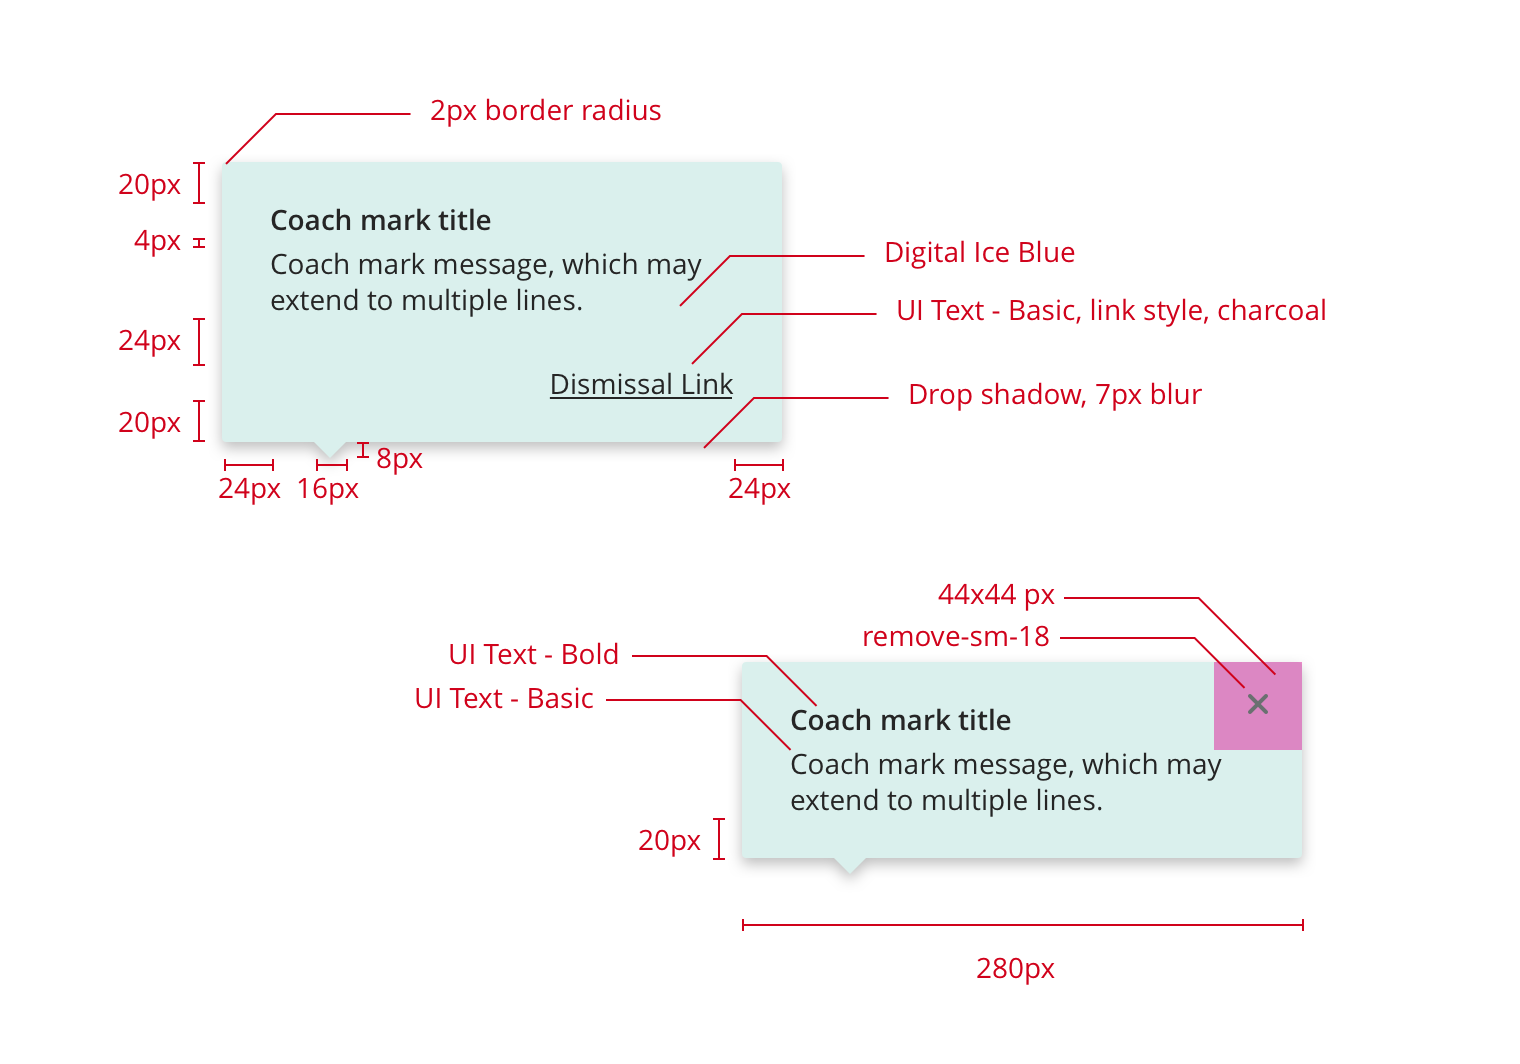 2px border radius
20px
Coach mark title
4px
Coach mark message, which may
extend to multiple lines.
Digital Ice Blue
UI Text - Basic, link style, charcoal
24px
Dismissal Link
Drop shadow, 7px blur
20px
8px
24px
16px
24px
44x44 px
remove-sm-18
UI Text - Bold
UI Text - Basic
Coach mark title
Coach mark message, which may
extend to multiple lines.
20px
280px